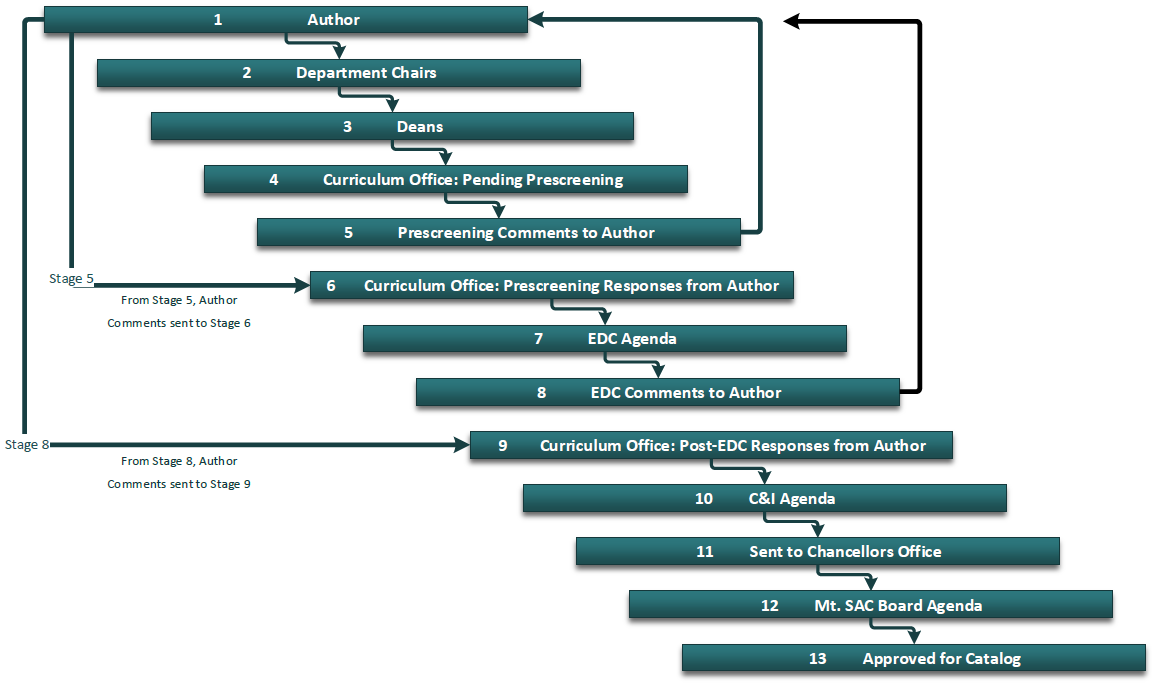 1 Author
2 Department Chairs
3 Deans
4 Curriculum Office: Pending Prescreening
5 Prescreening Comments to Author
Stage 5
6 Curriculum Office: Prescreening Responses from Author
From Stage 5, Author
Comments sent to Stage 6
7 EDC Agenda
8 EDC Comments to Author
Stage 8
9 Curriculum Office: Post-EDC Responses from Author
From Stage 8, Author
Comments sent to Stage 9
10 C&I Agenda
11 Sent to Chancellors Office
12 Mt. SAC Board Agenda
13 Approved for Catalog